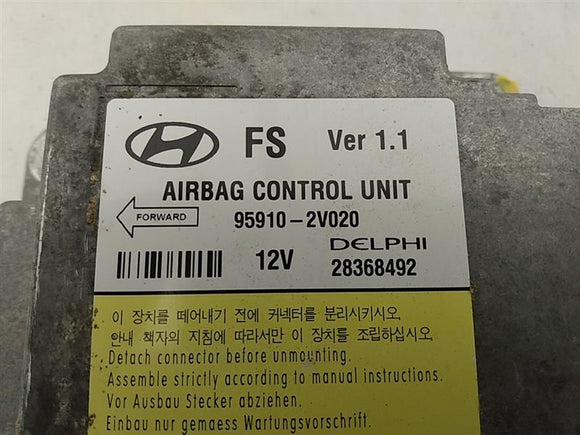 FS Ver 1.1
AIRBAG CONTROL UNIT
FORWARD 95910-2V020
12V DELPHI
28368492
이 장치를 떼어내기 전에 커넥터를 분리시키시오.
안내 책자의 지침에 따라서만 이 장치를 조립하십시오.
Detach connector before unmounting.
Assemble strictly according to manual instructions.
Vor Ausbau Stecker abziehen.
Einbau nur gemaess Wartungsvorschrift.